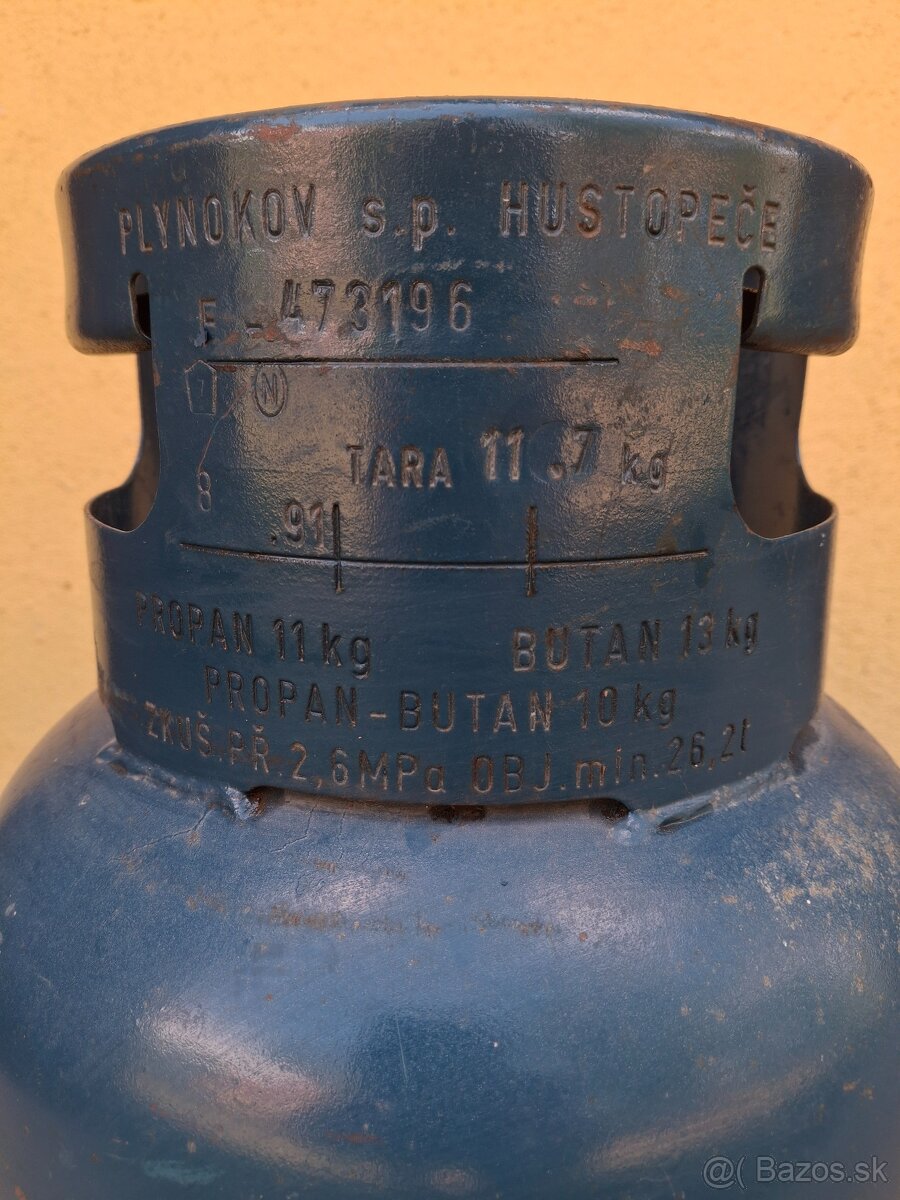 PLYNOKOV s.p. HUSTOPEČE
F - 473196
7 N
TARA 11.7 kg
8
.91
PROPAN 11 kg BUTAN 13 kg
PROPAN-BUTAN 10 kg
ZKUŠ.PŘ.2,6MPa OBJ.min.26,2l
@( Bazos.sk